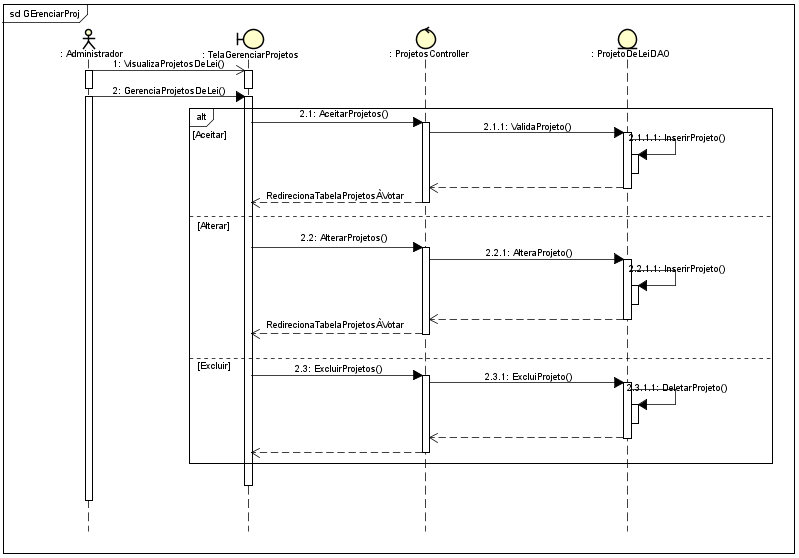 sd GErenciarProj
: Administrador
: TelaGerenciarProjetos
: ProjetosController
: ProjetoDeLeiDAO
1: VisualizaProjetosDeLei()
2: GerenciaProjetosDeLei()
alt
[Aceitar]
2.1: AceitarProjetos()
2.1.1: ValidaProjeto()
2.1.1.1: InserirProjeto()
RedirecionaTabelaProjetosÀVotar
[Alterar]
2.2: AlterarProjetos()
2.2.1: AlteraProjeto()
2.2.1.1: InserirProjeto()
RedirecionaTabelaProjetosÀVotar
[Excluir]
2.3: ExcluirProjetos()
2.3.1: ExcluiProjeto()
2.3.1.1: DeletarProjeto()